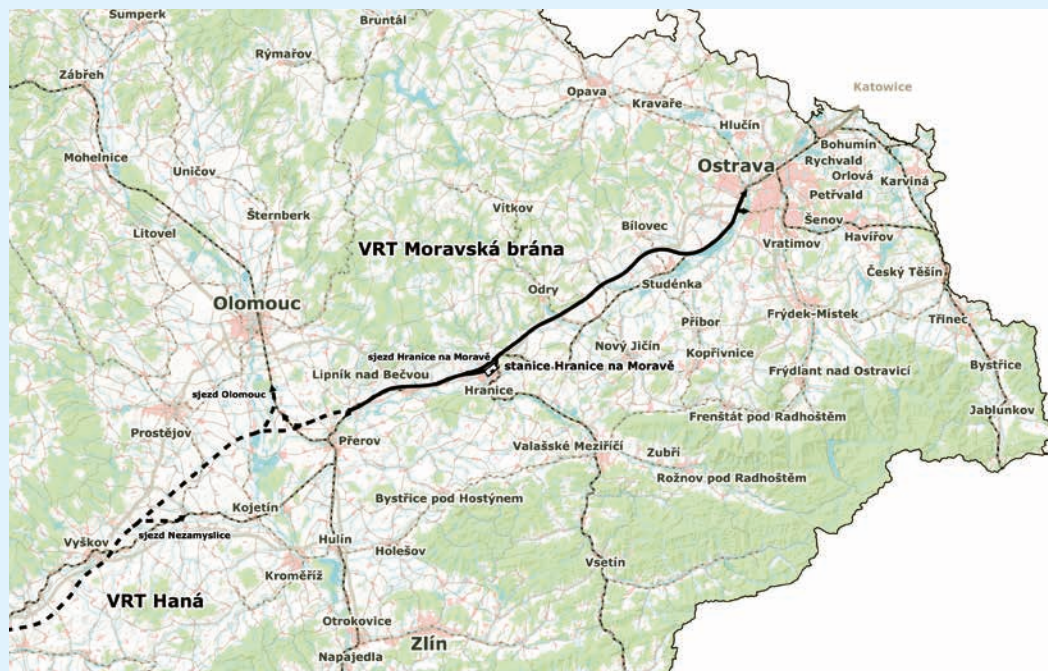 Šumperk
Bruntál
Rýmařov
Zábřeh
Opava
Kravaře
Katowice
Hlučín
Bohumín
Mohelnice
Uničov
Ostrava
Rychvald
Orlová
Karviná
Petřvald
Šternberk
Vítkov
Bílovec
Šenov
Litovel
VRT Moravská brána
Vratimov
Havířov
Český Těšín
Olomouc
Odry
Studénka
Příbor
Frýdek-Místek
Třinec
sjezd Hranice na Moravě
Nový Jičín
Kopřivnice
stanice Hranice na Moravě
Bystřice
Lipník nad Bečvou
Frýdlant nad Ostravicí
sjezd Olomouc
Hranice
Jablunkov
Prostějov
Přerov
Frenštát pod Radhoštěm
Valašské Meziříčí
Zubří
Rožnov pod Radhoštěm
Bystřice pod Hostýnem
Kojetín
sjezd Nezamyslice
Vyškov
Hulín
Holešov
Vsetín
Kroměříž
VRT Haná
Otrokovice
Zlín
Napajedla